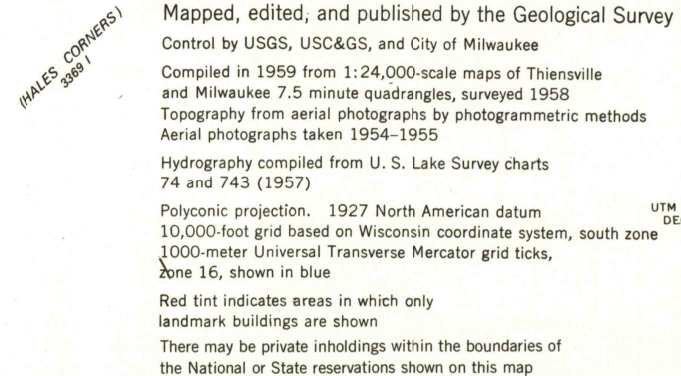 (HALES CORNERS)
3369 I
Mapped, edited, and published by the Geological Survey
Control by USGS, USC&GS, and City of Milwaukee
Compiled in 1959 from 1:24,000-scale maps of Thiensville
and Milwaukee 7.5 minute quadrangles, surveyed 1958
Topography from aerial photographs by photogrammetric methods
Aerial photographs taken 1954–1955
Hydrography compiled from U. S. Lake Survey charts
74 and 743 (1957)
Polyconic projection. 1927 North American datum
10,000-foot grid based on Wisconsin coordinate system, south zone
1000-meter Universal Transverse Mercator grid ticks,
zone 16, shown in blue
UTM
Red tint indicates areas in which only
landmark buildings are shown
There may be private inholdings within the boundaries of
the National or State reservations shown on this map